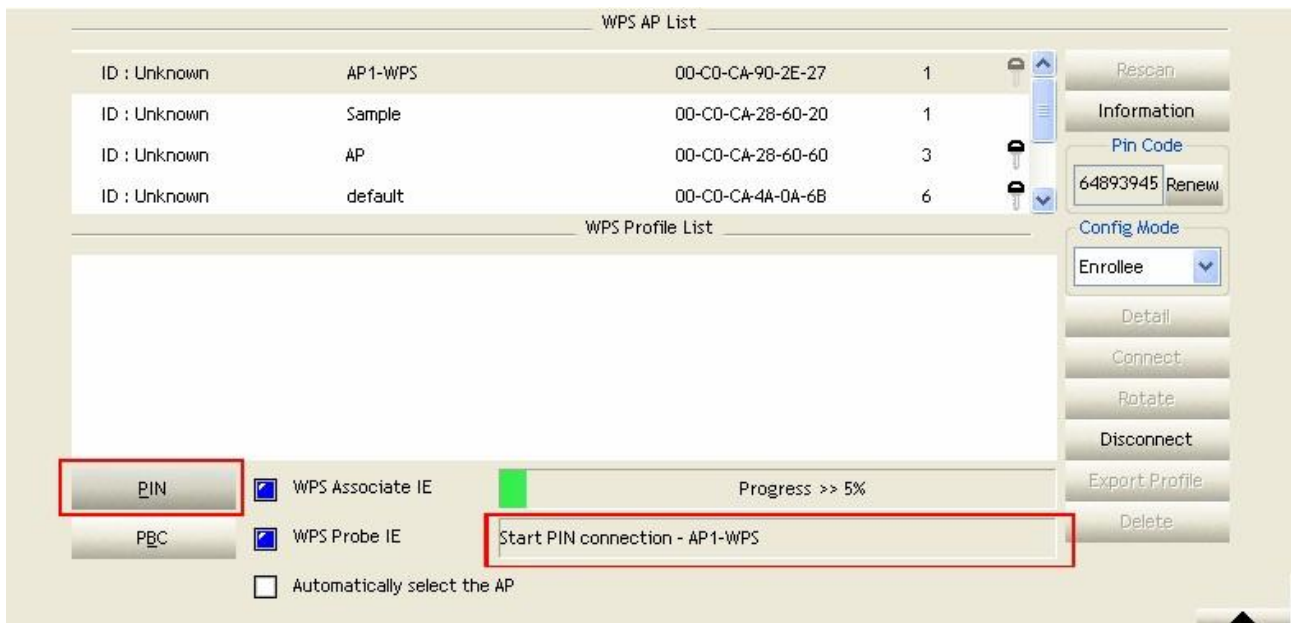 WPS AP List
ID : Unknown AP1-WPS 00-C0-CA-90-2E-27 1
ID : Unknown Sample 00-C0-CA-28-60-20 1
ID : Unknown AP 00-C0-CA-28-60-60 3
ID : Unknown default 00-C0-CA-4A-0A-6B 6
Rescan
Information
Pin Code
64893945 Renew
WPS Profile List
Config Mode
Enrollee
Detail
Connect
Rotate
Disconnect
Export Profile
Delete
PIN WPS Associate IE Progress >> 5%
PBC WPS Probe IE Start PIN connection - AP1-WPS
Automatically select the AP